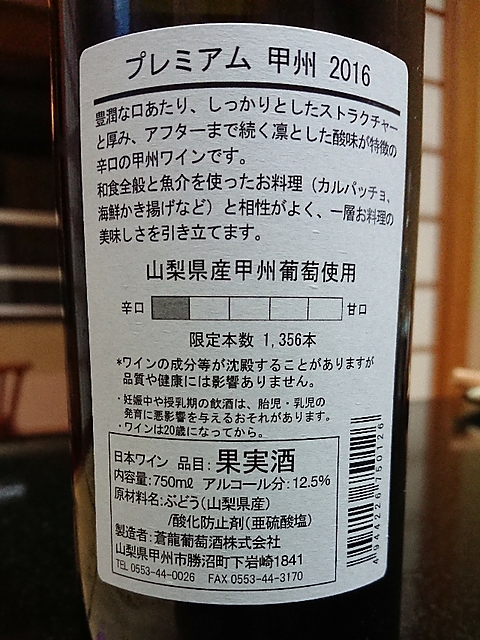 プレミアム 甲州 2016
豊潤な口あたり、しっかりとしたストラクチャー
と厚み、アフターまで続く凛とした酸味が特徴の
辛口の甲州ワインです。
和食全般と魚介を使ったお料理（カルパッチョ、
海鮮かき揚げなど）と相性がよく、一層お料理の
美味しさを引き立てます。
山梨県産甲州葡萄使用
辛口 甘口
限定本数 1,356本
*ワインの成分等が沈殿することがありますが
品質や健康には影響ありません。
・妊娠中や授乳期の飲酒は、胎児・乳児の
発育に悪影響を与えるおそれがあります。
・ワインは20歳になってから。
日本ワイン 品目：果実酒
内容量：750ml アルコール分：12.5%
原材料名：ぶどう（山梨県産）
/酸化防止剤（亜硫酸塩）
製造者：蒼龍葡萄酒株式会社
山梨県甲州市勝沼町下岩崎1841
TEL 0553-44-0026 FAX 0553-44-3170
4944226750126